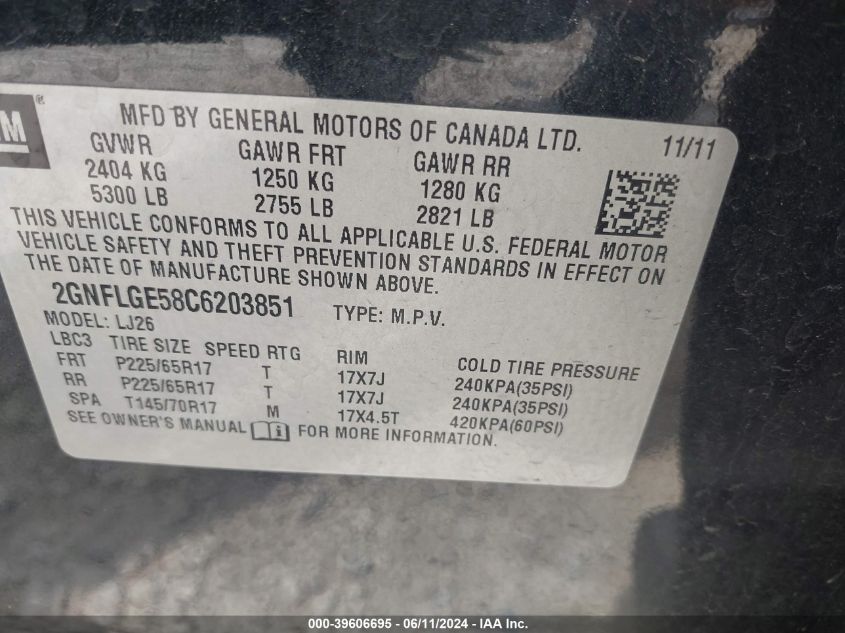 GM®
MFD BY GENERAL MOTORS OF CANADA LTD. 11/11
GVWR GAWR FRT GAWR RR
2404 KG 1250 KG 1280 KG
5300 LB 2755 LB 2821 LB
THIS VEHICLE CONFORMS TO ALL APPLICABLE U.S. FEDERAL MOTOR
VEHICLE SAFETY AND THEFT PREVENTION STANDARDS IN EFFECT ON
THE DATE OF MANUFACTURE SHOWN ABOVE.
2GNFLGE58C6203851 TYPE: M.P.V.
MODEL: LJ26
LBC3 TIRE SIZE SPEED RTG RIM COLD TIRE PRESSURE
FRT P225/65R17 T 17X7J 240KPA(35PSI)
RR P225/65R17 T 17X7J 240KPA(35PSI)
SPA T145/70R17 M 17X4.5T 420KPA(60PSI)
SEE OWNER'S MANUAL i FOR MORE INFORMATION.
000-39606695 - 06/11/2024 - IAA Inc.